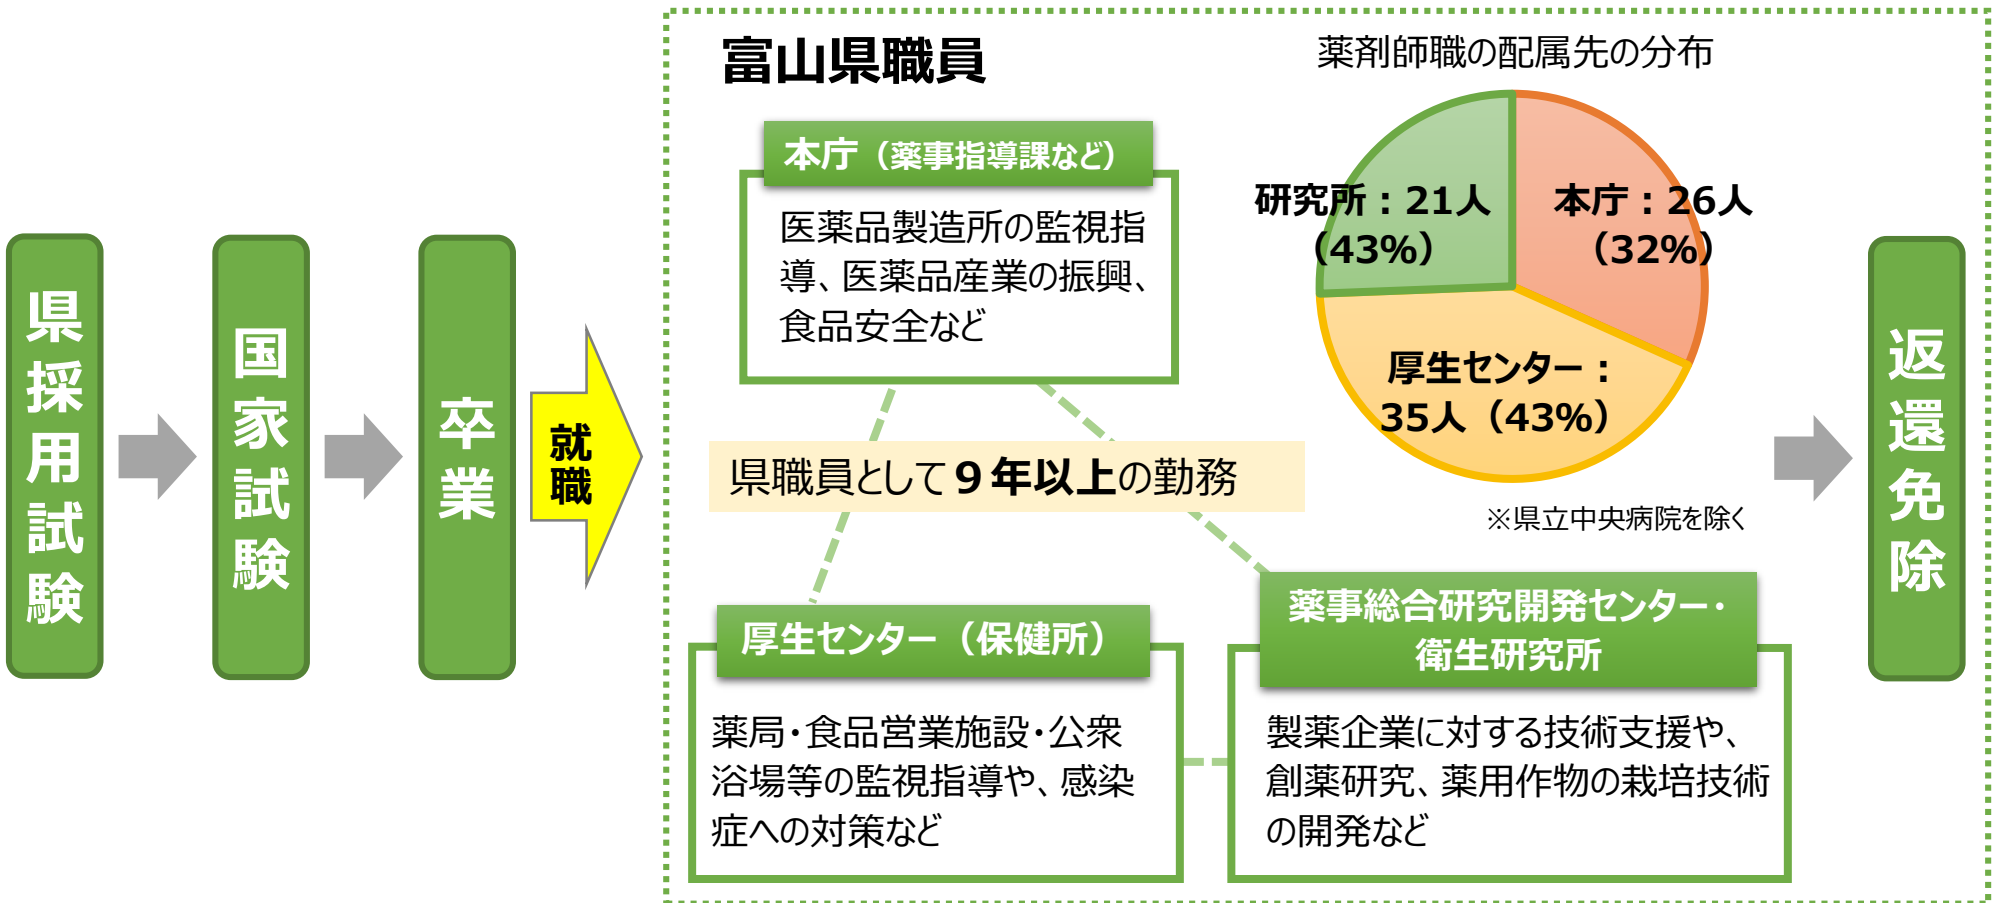 県採用試験
国家試験
卒業
就職
富山県職員
本庁（薬事指導課など）
医薬品製造所の監視指
導、医薬品産業の振興、
食品安全など
薬剤師職の配属先の分布
研究所：21人
（43%）
本庁：26人
（32%）
厚生センター：
35人（43%）
※県立中央病院を除く
県職員として９年以上の勤務
厚生センター（保健所）
薬局・食品営業施設・公衆
浴場等の監視指導や、感染
症への対策など
薬事総合研究開発センター・
衛生研究所
製薬企業に対する技術支援や、
創薬研究、薬用作物の栽培技術
の開発など
返還免除